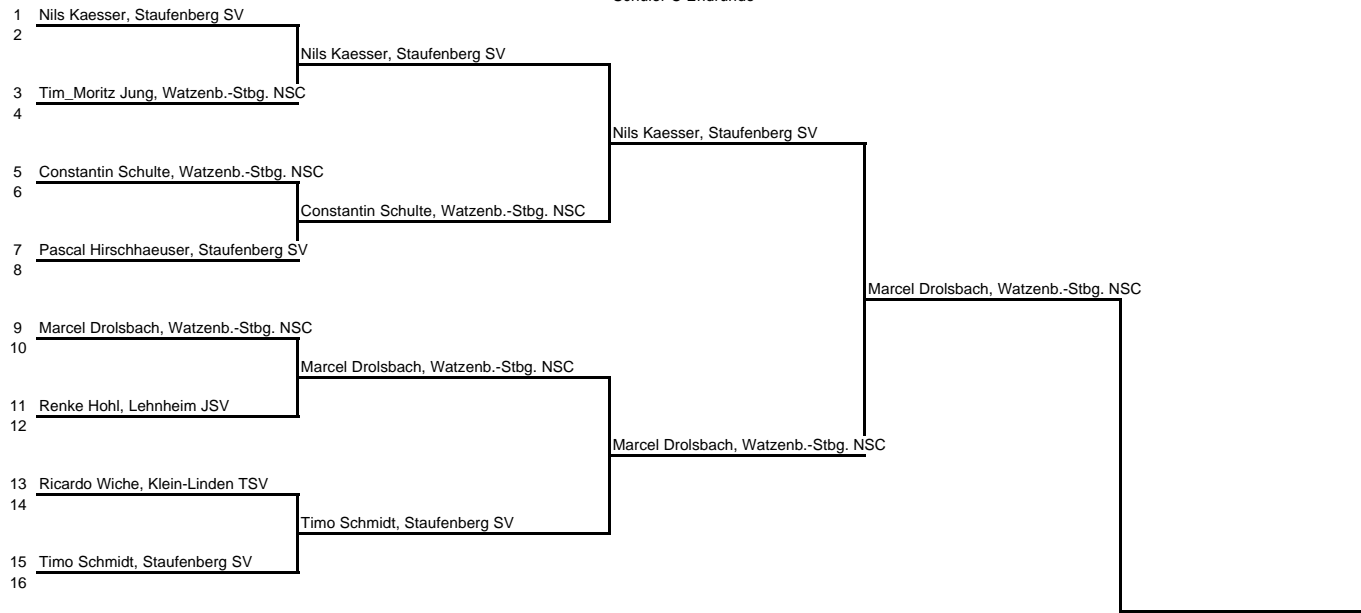 1 Nils Kaesser, Staufenberg SV
2
Nils Kaesser, Staufenberg SV
3 Tim_Moritz Jung, Watzenb.-Stbg. NSC
4
Nils Kaesser, Staufenberg SV
5 Constantin Schulte, Watzenb.-Stbg. NSC
6
Constantin Schulte, Watzenb.-Stbg. NSC
7 Pascal Hirschhaeuser, Staufenberg SV
8
Marcel Drolsbach, Watzenb.-Stbg. NSC
9 Marcel Drolsbach, Watzenb.-Stbg. NSC
10
Marcel Drolsbach, Watzenb.-Stbg. NSC
11 Renke Hohl, Lehnheim JSV
12
Marcel Drolsbach, Watzenb.-Stbg. NSC
13 Ricardo Wiche, Klein-Linden TSV
14
Timo Schmidt, Staufenberg SV
15 Timo Schmidt, Staufenberg SV
16